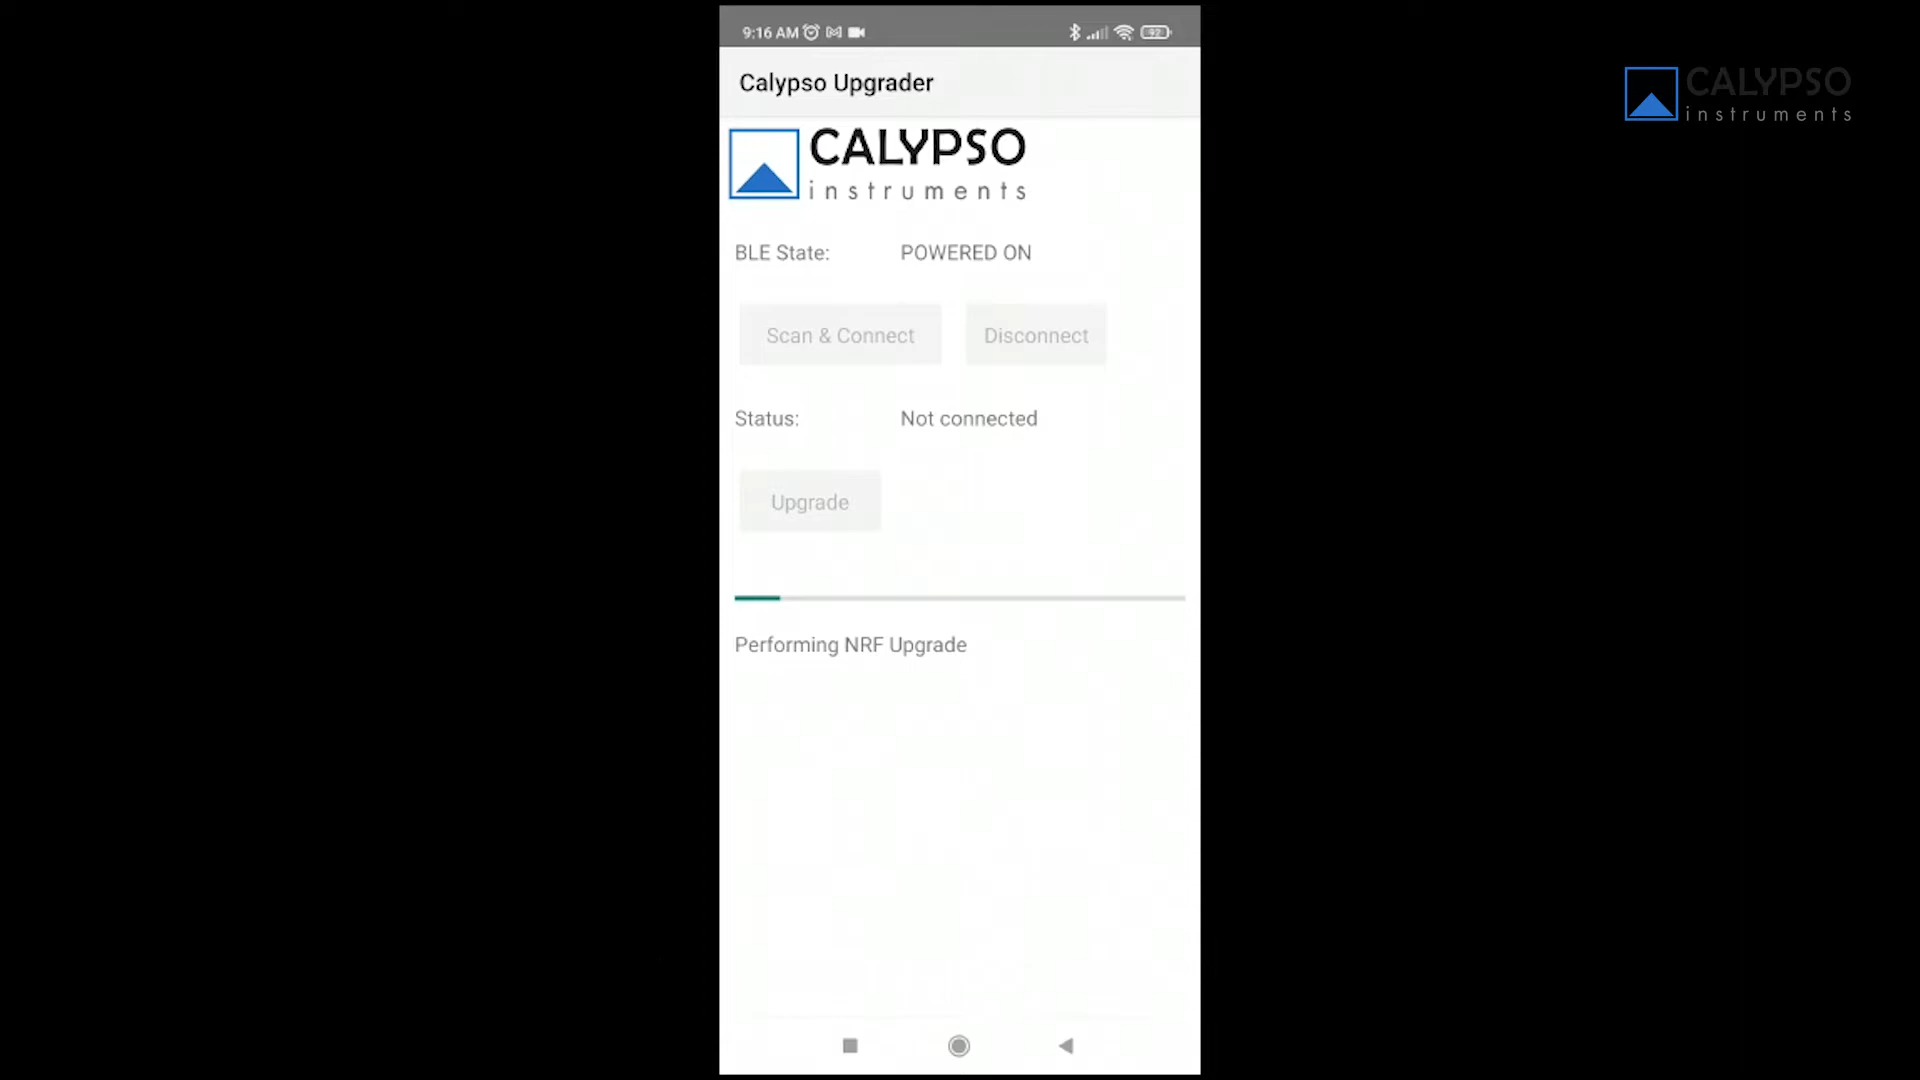 9:16 AM
92
Calypso Upgrader
CALYPSO
instruments
CALYPSO
instruments
BLE State: POWERED ON
Scan & Connect Disconnect
Status: Not connected
Upgrade
Performing NRF Upgrade